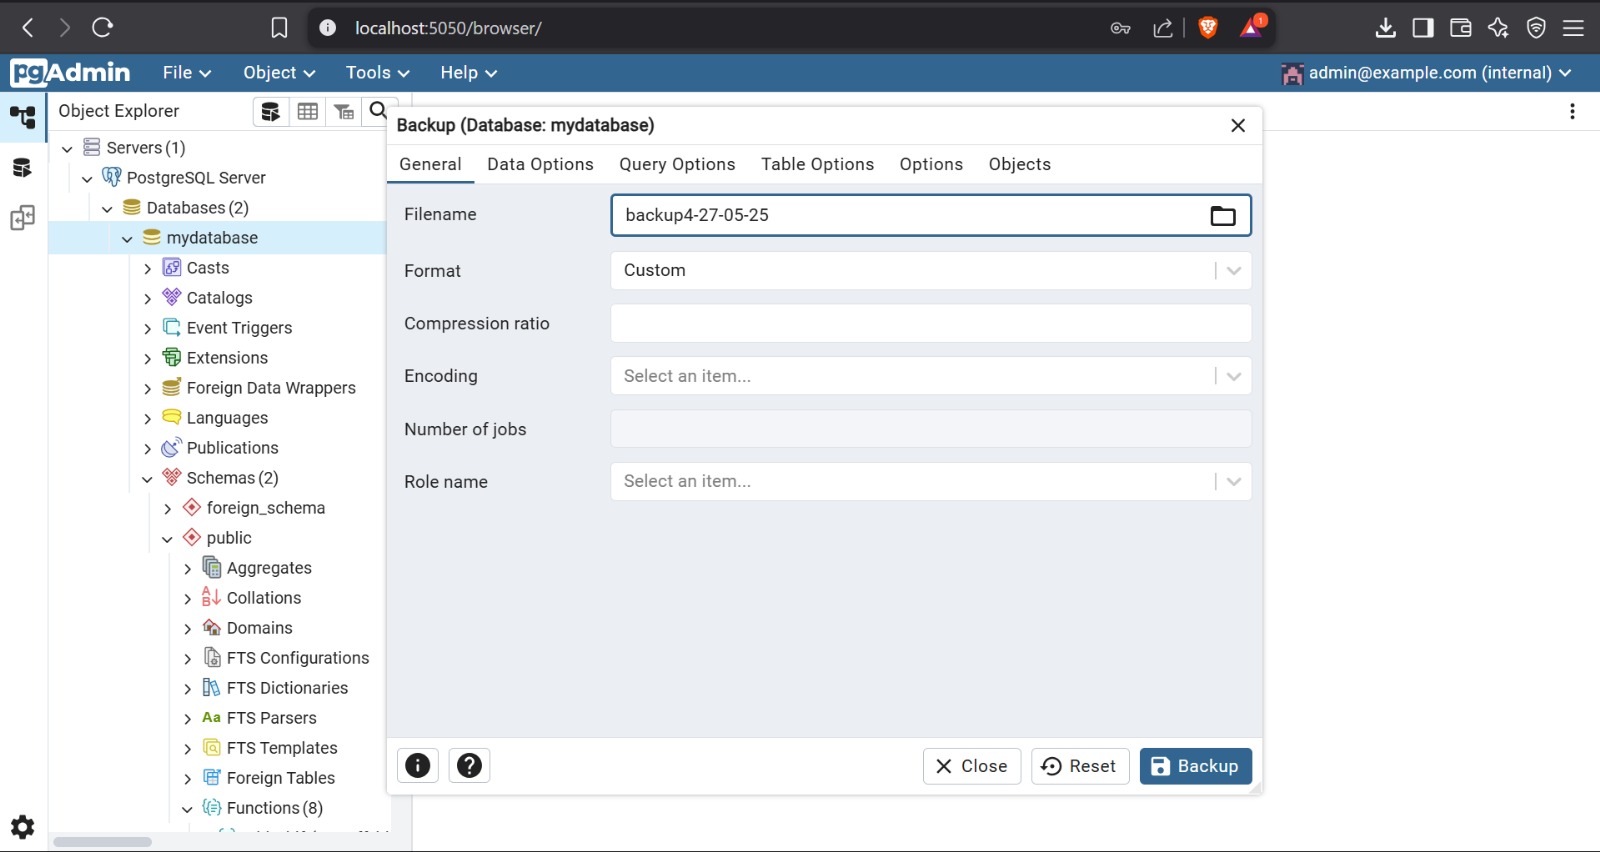 localhost:5050/browser/
1
pgAdmin File Object Tools Help admin@example.com (internal)
Object Explorer
Servers (1)
PostgreSQL Server
Databases (2)
mydatabase
Casts
Catalogs
Event Triggers
Extensions
Foreign Data Wrappers
Languages
Publications
Schemas (2)
foreign_schema
public
Aggregates
Collations
Domains
FTS Configurations
FTS Dictionaries
Aa FTS Parsers
FTS Templates
Foreign Tables
Functions (8)
Backup (Database: mydatabase)
General Data Options Query Options Table Options Options Objects
Filename backup4-27-05-25
Format Custom
Compression ratio
Encoding Select an item...
Number of jobs
Role name Select an item...
Close Reset Backup